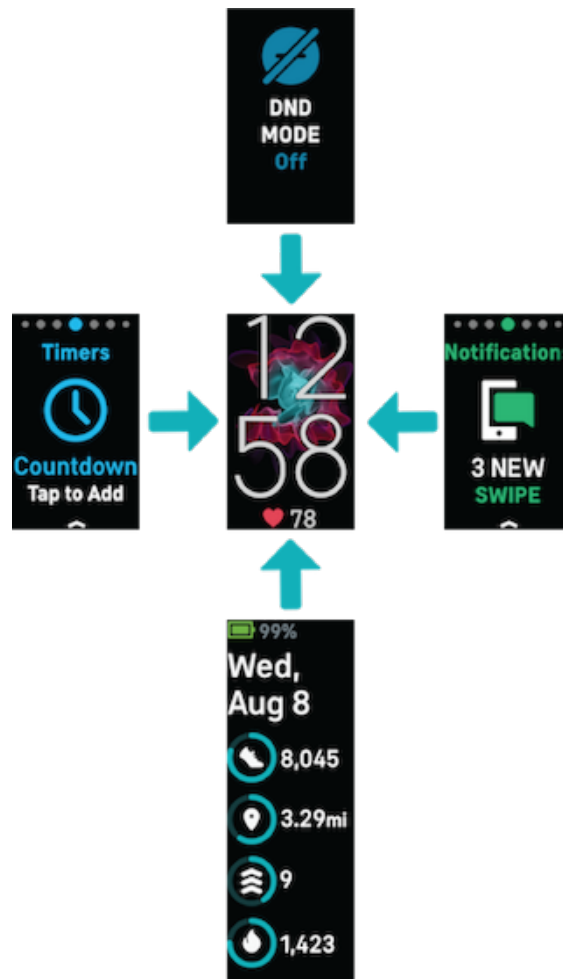 DND
MODE
Off
Timers
Countdown
Tap to Add
12
58
78
Notification
3 NEW
SWIPE
99%
Wed,
Aug 8
8,045
3.29mi
9
1,423